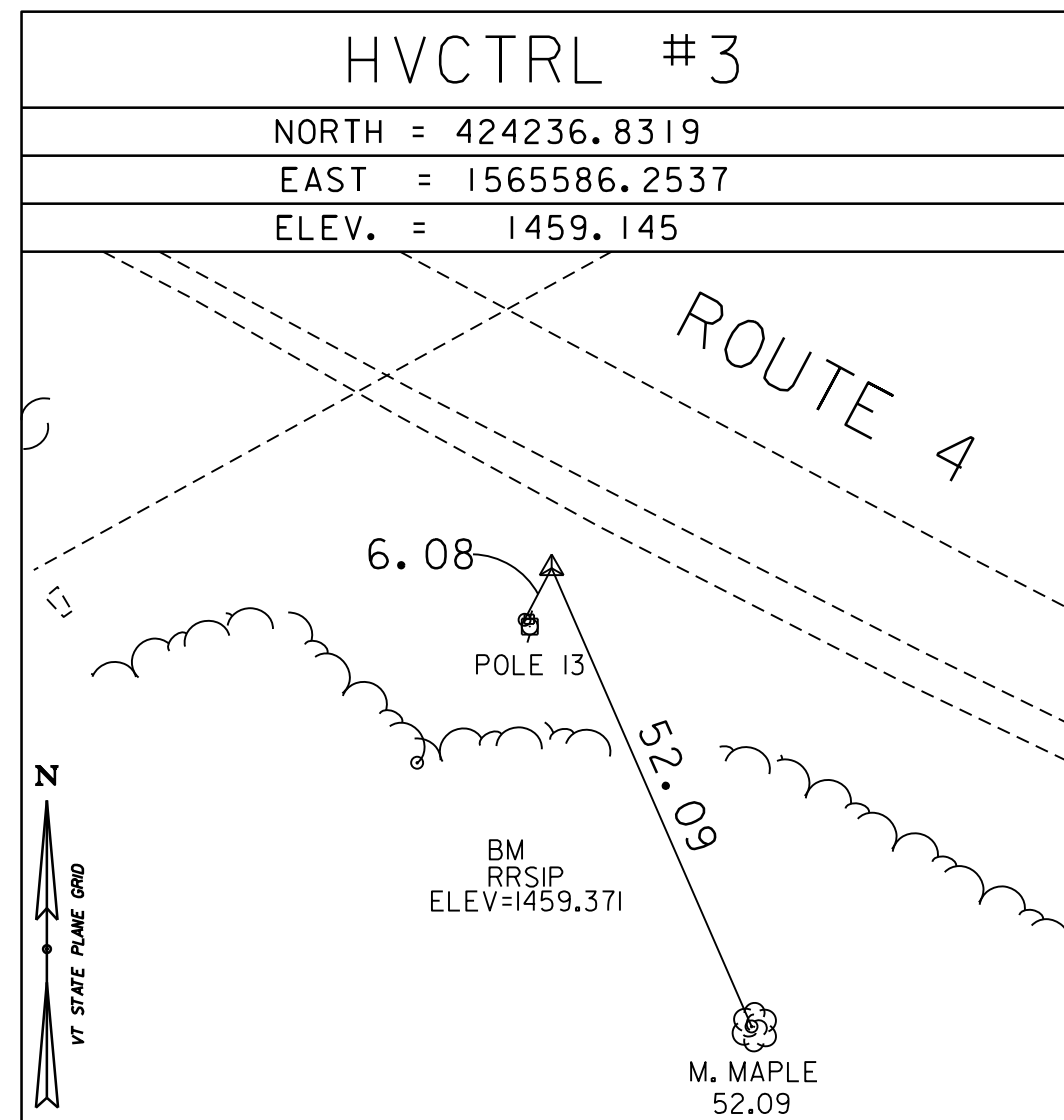 HVCTRL #3
NORTH = 424236.8319
EAST = 1565586.2537
ELEV. = 1459.145
ROUTE 4
6.08
POLE 13
52.09
N
VT STATE PLANE GRID
BM
RRSIP
ELEV=1459.371
M. MAPLE
52.09